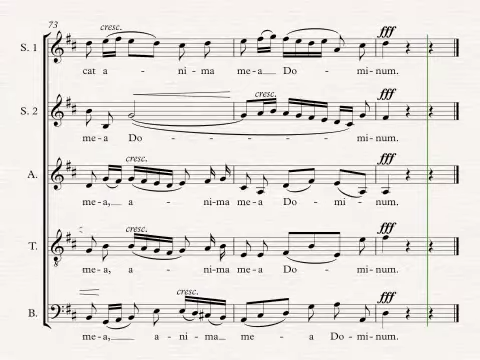 73
cresc.
S. 1
fff
cat a - ni - ma me-a Do - mi-num.
S. 2
cresc.
fff
me-a Do - - - - mi-num.
cresc.
A.
fff
me-a, a - ni-ma me-a Do - mi - num.
cresc.
T.
fff
me-a, a - ni-ma me-a Do - mi-num.
cresc.
B.
fff
me-a, a - ni - ma me - a Do-mi-num.